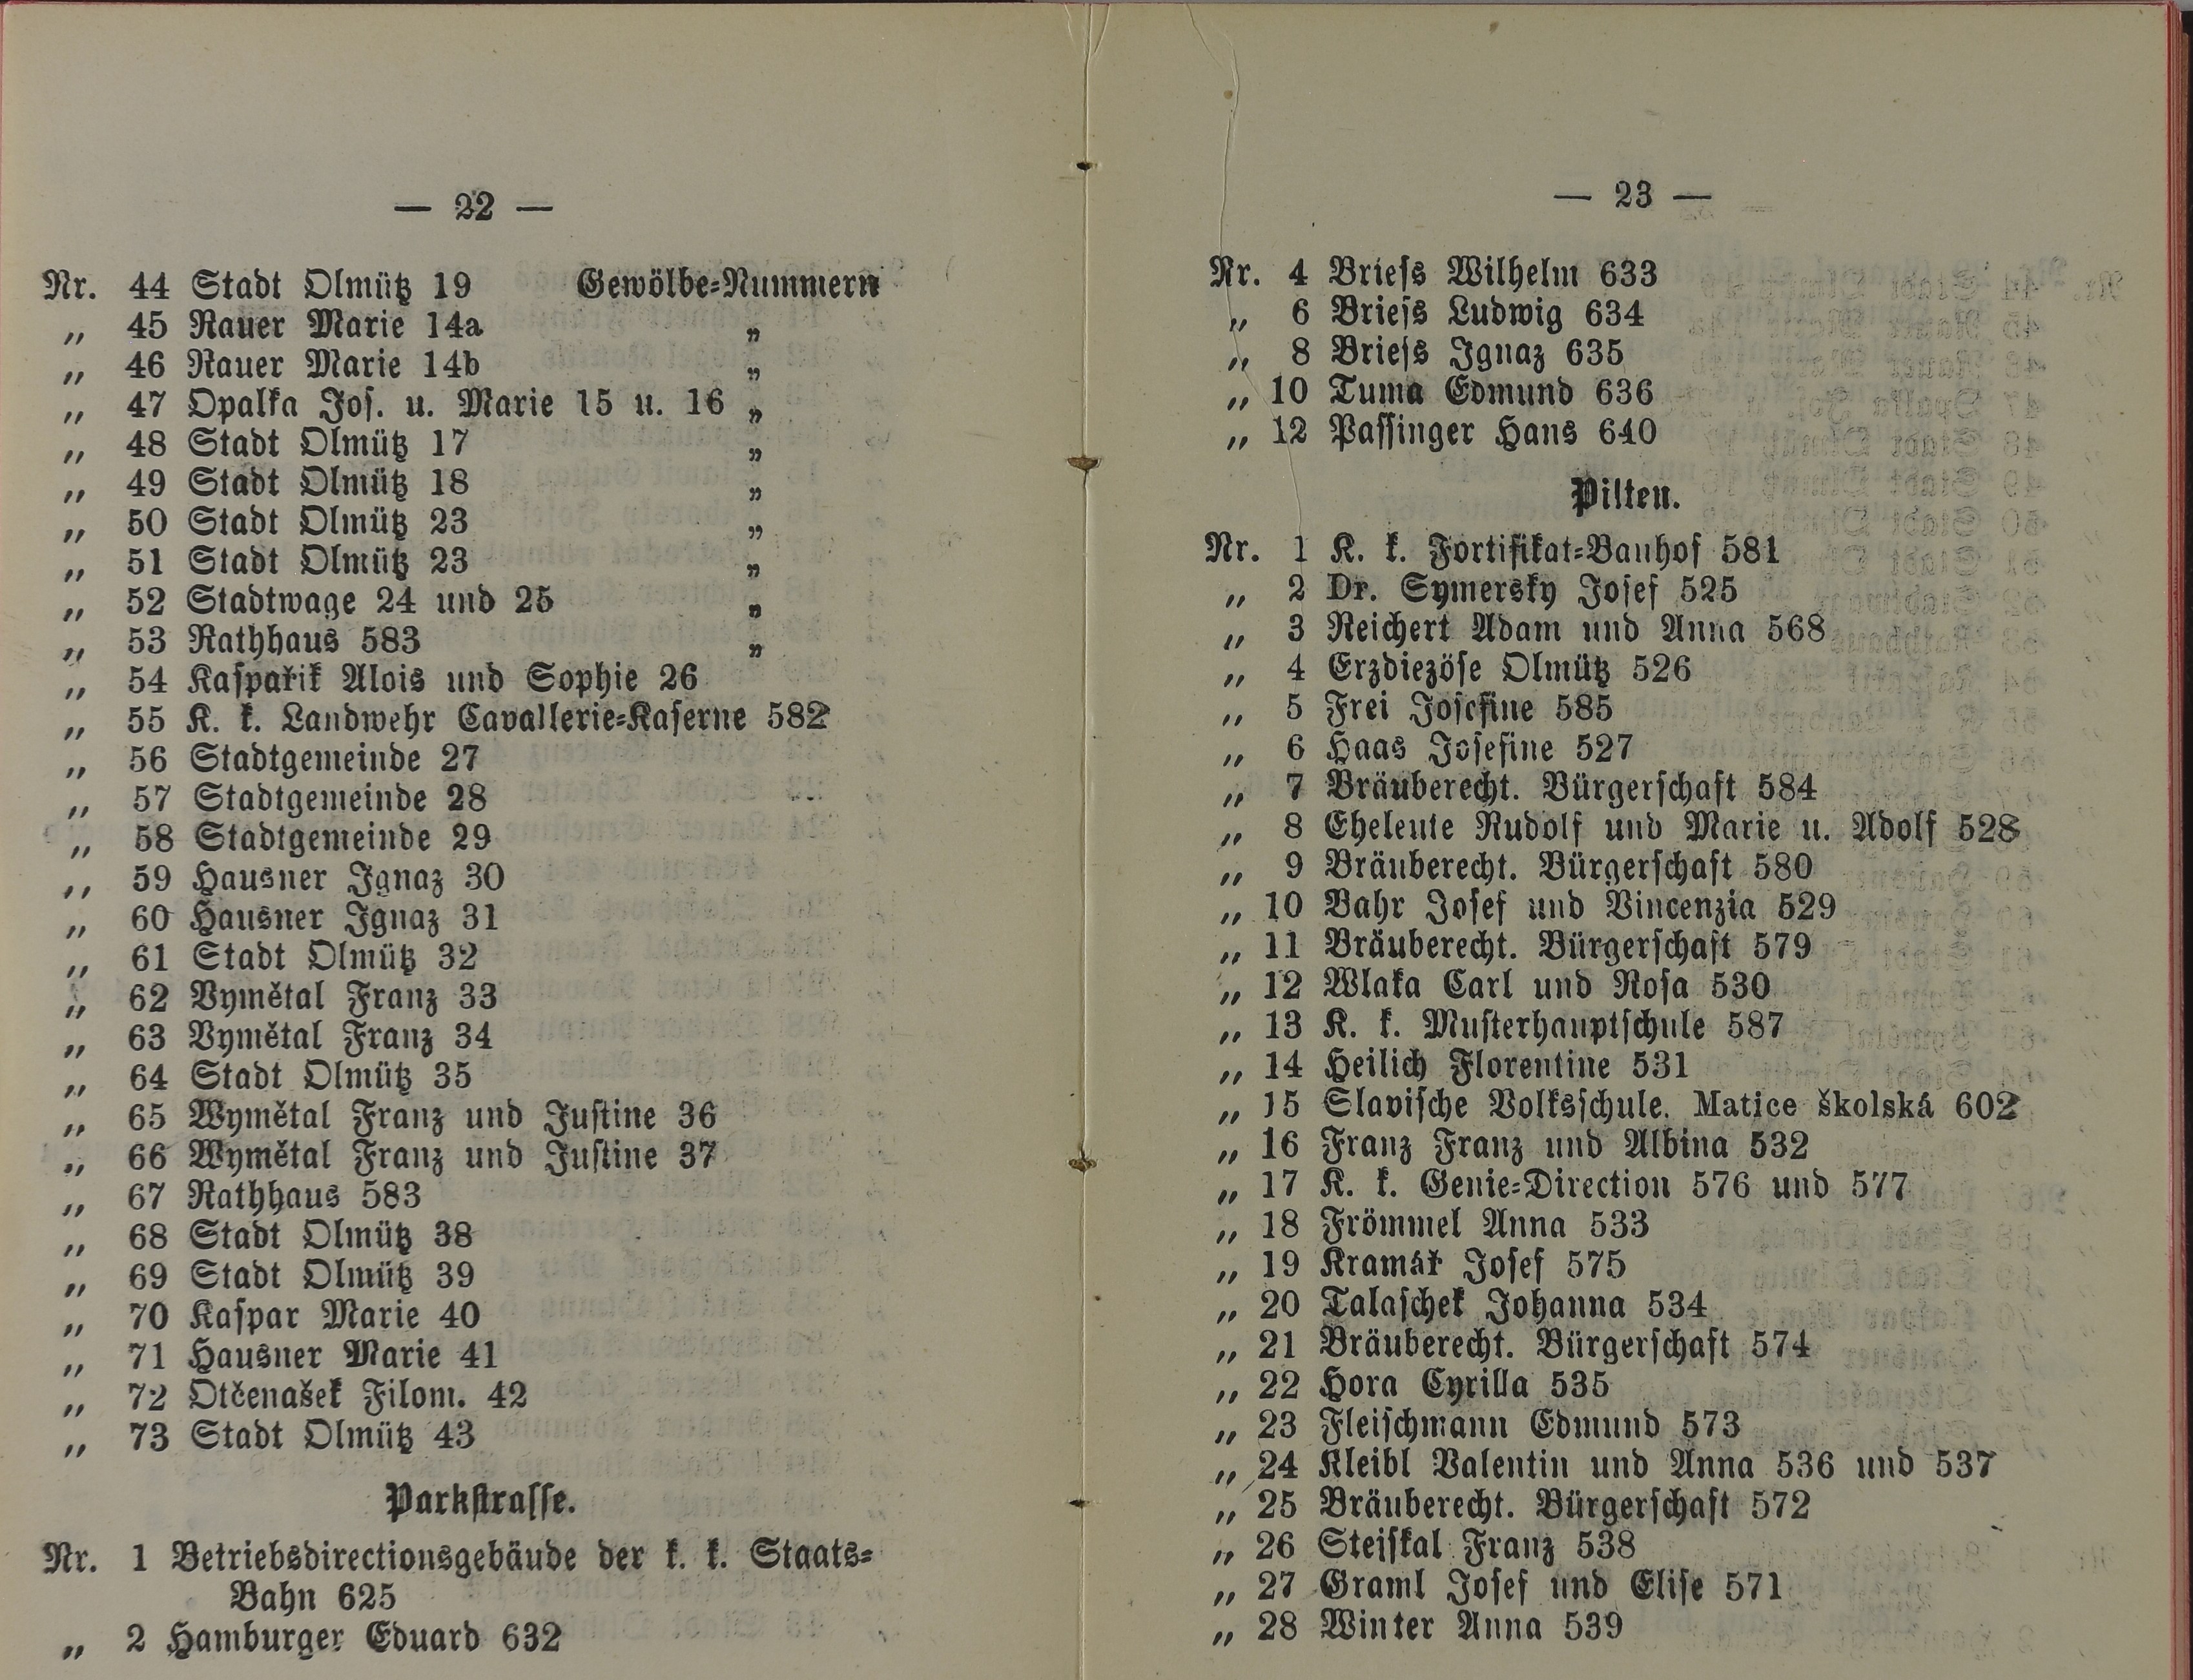 — 22 —
Nr. 44 Stadt Olmütz 19 Gewölbe=Nummern
„ 45 Rauer Marie 14a „
„ 46 Rauer Marie 14b „
„ 47 Opalka Jos. u. Marie 15 u. 16 „
„ 48 Stadt Olmütz 17 „
„ 49 Stadt Olmütz 18 „
„ 50 Stadt Olmütz 23 „
„ 51 Stadt Olmütz 23 „
„ 52 Stadtwage 24 und 25 „
„ 53 Rathhaus 583 „
„ 54 Kaspařik Alois und Sophie 26
„ 55 K. k. Landwehr Cavallerie=Kaserne 582
„ 56 Stadtgemeinde 27
„ 57 Stadtgemeinde 28
„ 58 Stadtgemeinde 29
„ 59 Hausner Ignaz 30
„ 60 Hausner Ignaz 31
„ 61 Stadt Olmütz 32
„ 62 Vymětal Franz 33
„ 63 Vymětal Franz 34
„ 64 Stadt Olmütz 35
„ 65 Wymětal Franz und Justine 36
„ 66 Wymětal Franz und Justine 37
„ 67 Rathhaus 583
„ 68 Stadt Olmütz 38
„ 69 Stadt Olmütz 39
„ 70 Kaspar Marie 40
„ 71 Hausner Marie 41
„ 72 Otčenašek Filom. 42
„ 73 Stadt Olmütz 43
Parkstrasse.
Nr. 1 Betriebsdirectionsgebäude der k. k. Staats=
Bahn 625
„ 2 Hamburger Eduard 632
— 23 —
Nr. 4 Briess Wilhelm 633
„ 6 Briess Ludwig 634
„ 8 Briess Ignaz 635
„ 10 Tuma Edmund 636
„ 12 Passinger Hans 640
Pilten.
Nr. 1 K. k. Fortifikat=Bauhof 581
„ 2 Dr. Symersky Josef 525
„ 3 Reichert Adam und Anna 568
„ 4 Erzdiezöse Olmütz 526
„ 5 Frei Josefine 585
„ 6 Haas Josefine 527
„ 7 Bräuberecht. Bürgerschaft 584
„ 8 Eheleute Rudolf und Marie u. Adolf 528
„ 9 Bräuberecht. Bürgerschaft 580
„ 10 Bahr Josef und Vincenzia 529
„ 11 Bräuberecht. Bürgerschaft 579
„ 12 Wlaka Carl und Rosa 530
„ 13 K. k. Musterhauptschule 587
„ 14 Heilich Florentine 531
„ 15 Slavische Volksschule. Matice školská 602
„ 16 Franz Franz und Albina 532
„ 17 K. k. Genie=Direction 576 und 577
„ 18 Frömmel Anna 533
„ 19 Kramář Josef 575
„ 20 Talaschek Johanna 534
„ 21 Bräuberecht. Bürgerschaft 574
„ 22 Hora Cyrilla 535
„ 23 Fleischmann Edmund 573
„ 24 Kleibl Valentin und Anna 536 und 537
„ 25 Bräuberecht. Bürgerschaft 572
„ 26 Stejskal Franz 538
„ 27 Graml Josef und Elise 571
„ 28 Winter Anna 539